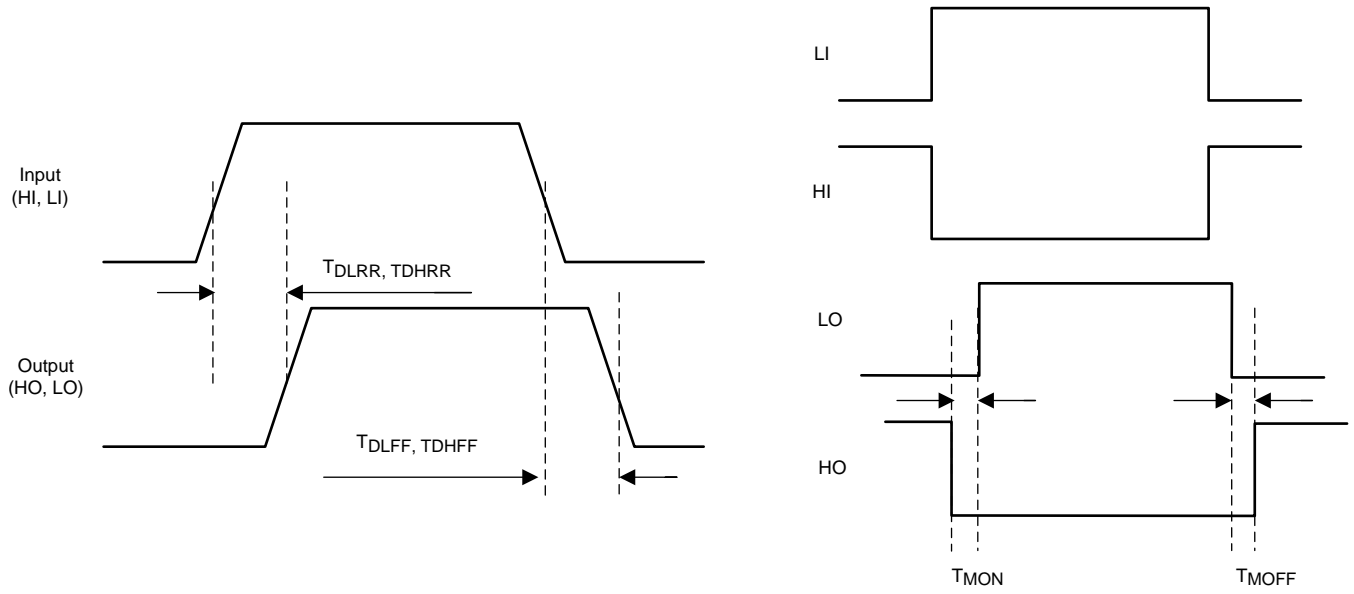 Input
(HI, LI)
TDLRR, TDHRR
Output
(HO, LO)
TDLFF, TDHFF
LI
HI
LO
HO
TMON
TMOFF